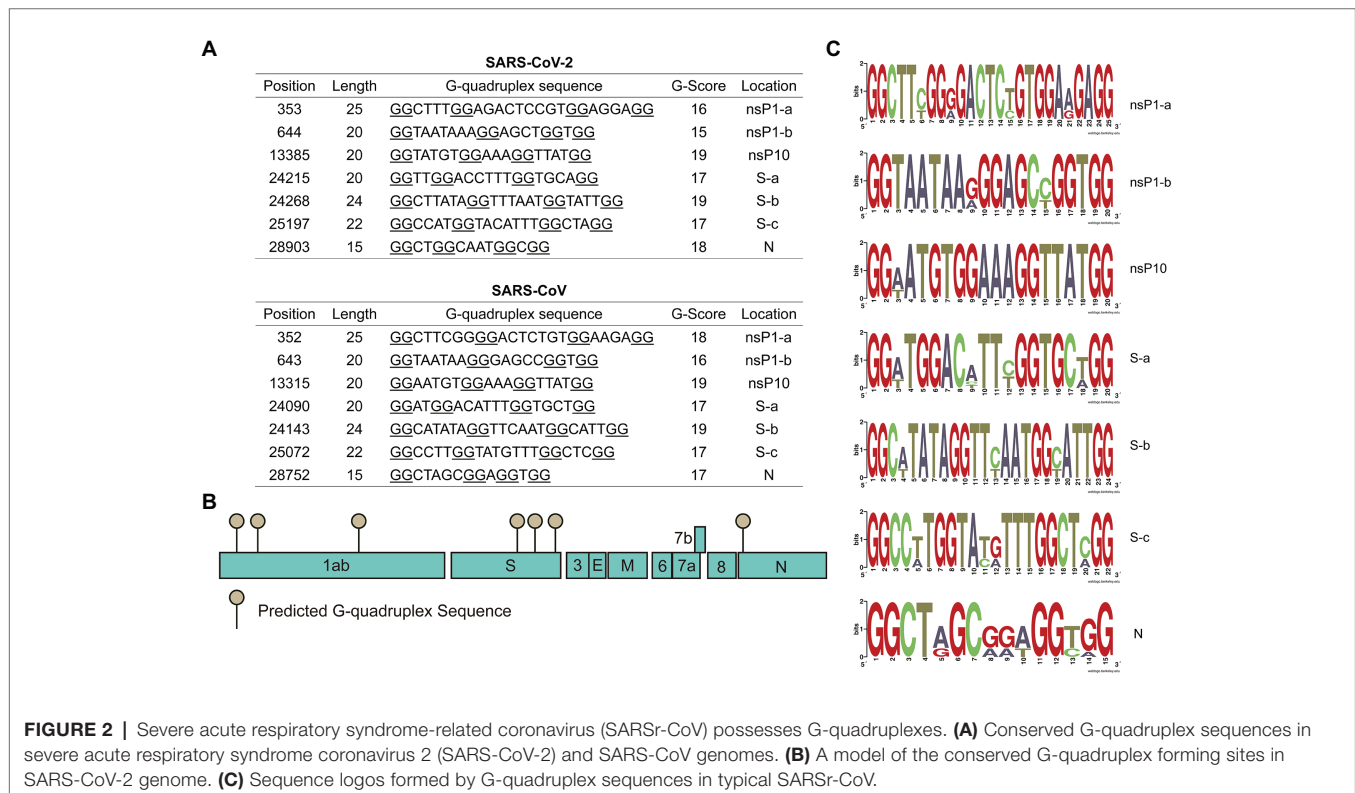 A
SARS-CoV-2
Position Length G-quadruplex sequence G-Score Location
353 25 GGCTTTGGAGACTCCGTGGAGGAGG 16 nsP1-a
644 20 GGTAATAAAGGAGCTGGTGG 15 nsP1-b
13385 20 GGTATGTGGAAAGGTTATGG 19 nsP10
24215 20 GGTTGGACCTTTGGTGCAGG 17 S-a
24268 24 GGCTTATAGGTTTAATGGTATTGG 19 S-b
25197 22 GGCCATGGTACATTTGGCTAGG 17 S-c
28903 15 GGCTGGCAATGGCGG 18 N
SARS-CoV
Position Length G-quadruplex sequence G-Score Location
352 25 GGCTTCGGGGACTCTGTGGAAGAGG 18 nsP1-a
643 20 GGTAATAAGGGAGCCGGTGG 16 nsP1-b
13315 20 GGAATGTGGAAAGGTTATGG 19 nsP10
24090 20 GGATGGACATTTGGTGCTGG 17 S-a
24143 24 GGCATATAGGTTCAATGGCATTGG 19 S-b
25072 22 GGCCTTGGTATGTTTGGCTCGG 17 S-c
28752 15 GGCTAGCGGAGGTGG 17 N
B
1ab S 3 E M 6 7a 7b 8 N
Predicted G-quadruplex Sequence
C
nsP1-a
nsP1-b
nsP10
S-a
S-b
S-c
N
FIGURE 2 | Severe acute respiratory syndrome-related coronavirus (SARSr-CoV) possesses G-quadruplexes. (A) Conserved G-quadruplex sequences in
severe acute respiratory syndrome coronavirus 2 (SARS-CoV-2) and SARS-CoV genomes. (B) A model of the conserved G-quadruplex forming sites in
SARS-CoV-2 genome. (C) Sequence logos formed by G-quadruplex sequences in typical SARSr-CoV.